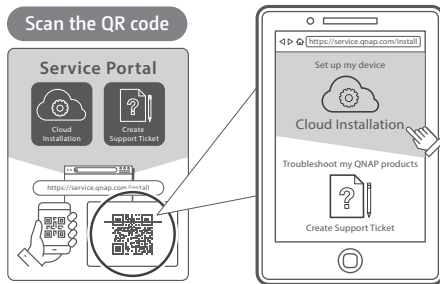 Scan the QR code
Service Portal
Cloud
Installation
Create
Support Ticket
https://service.qnap.com/install
https://service.qnap.com/install
Set up my device
Cloud Installation
Troubleshoot my QNAP products
Create Support Ticket